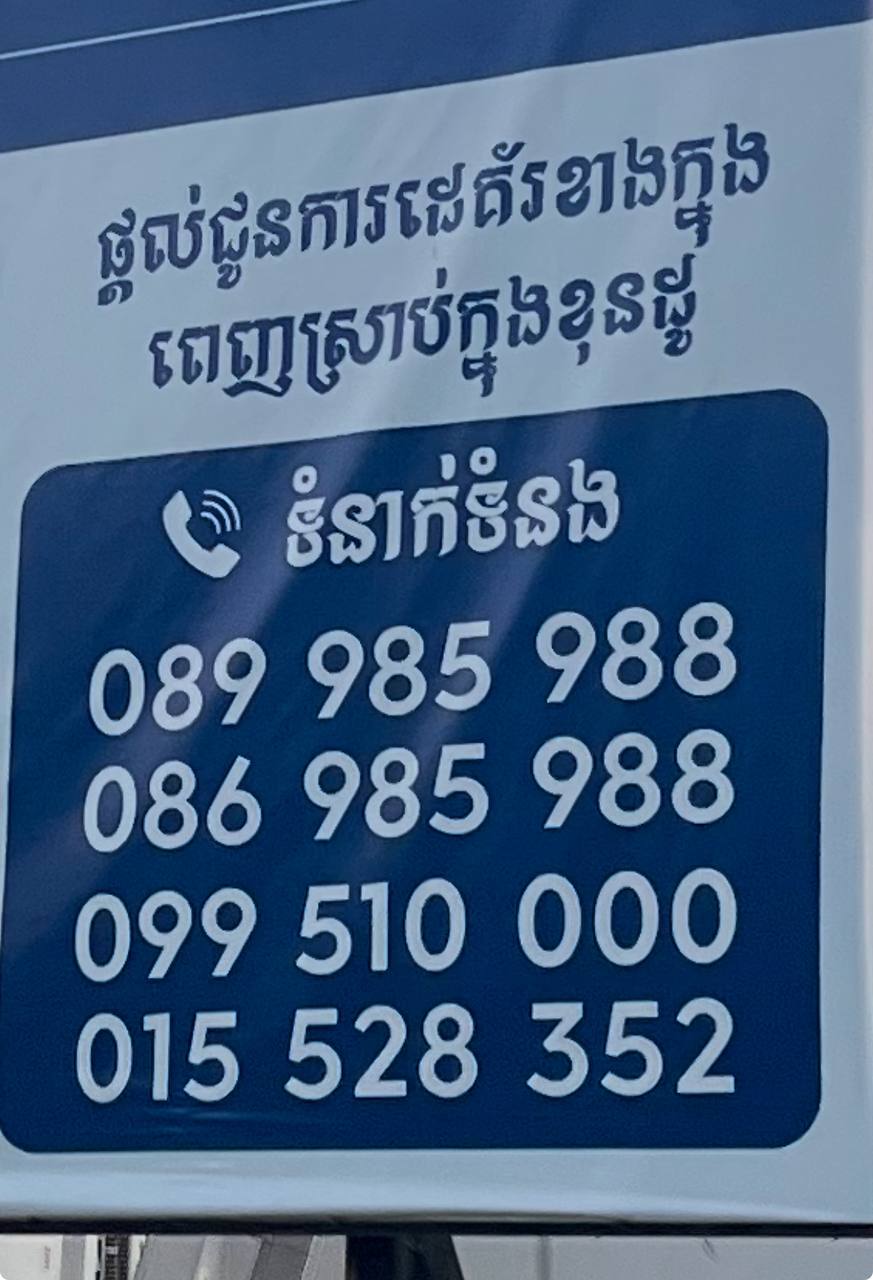 ផ្តល់ជូនការដេគ័រខាងក្នុង
ពេញស្រាប់ក្នុងខុនដូ
ទំនាក់ទំនង
089 985 988
086 985 988
099 510 000
015 528 352